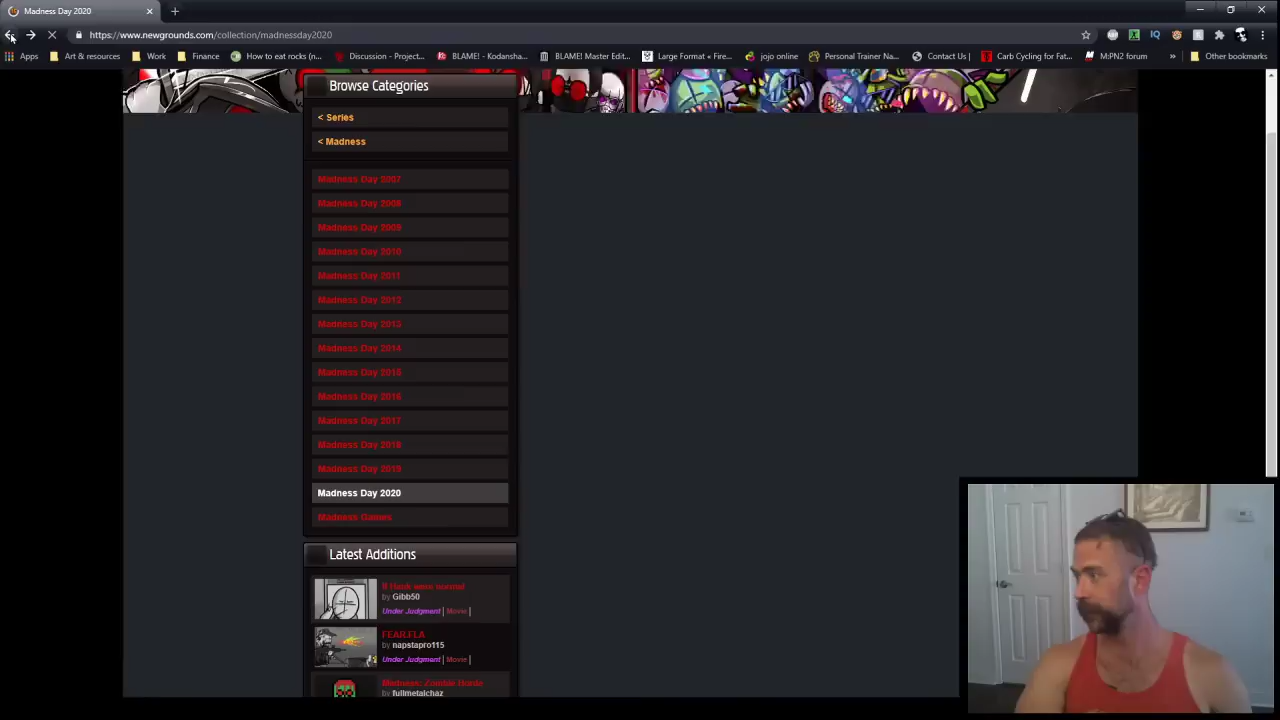 Madness Day 2020
https://www.newgrounds.com/collection/madnessday2020
Apps
Art & resources
Work
Finance
How to eat rocks (n...
Discussion - Project...
BLAME! - Kodansha...
BLAME! Master Edit...
Large Format « Fire...
jojo online
Personal Trainer Na...
Contact Us |
Carb Cycling for Fat...
M:PN2 forum
»
Other bookmarks
Browse Categories
< Series
< Madness
Madness Day 2007
Madness Day 2008
Madness Day 2009
Madness Day 2010
Madness Day 2011
Madness Day 2012
Madness Day 2013
Madness Day 2014
Madness Day 2015
Madness Day 2016
Madness Day 2017
Madness Day 2018
Madness Day 2019
Madness Day 2020
Madness Games
Latest Additions
If Hank were normal
by Gibb50
Under Judgment | Movie |
FEAR.FLA
by napstapro115
Under Judgment | Movie |
Madness: Zombie Horde
by fullmetalchaz